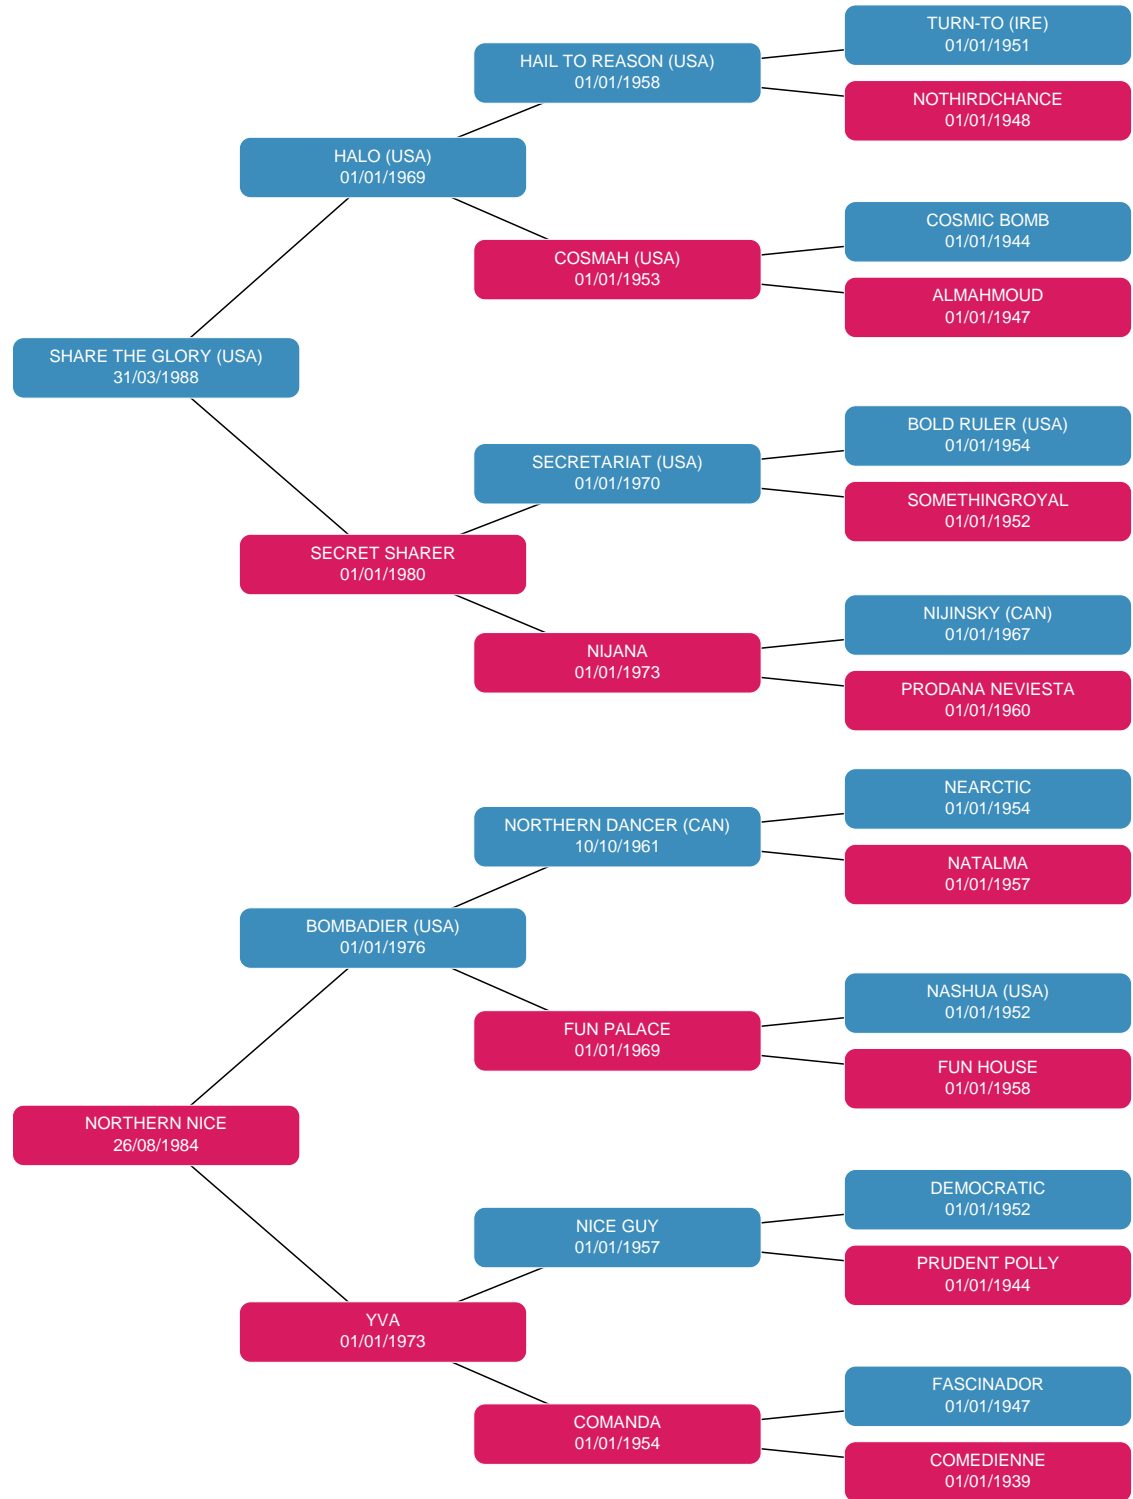 TURN-TO (IRE)
01/01/1951
HAIL TO REASON (USA)
01/01/1958
NOTHIRDCHANCE
01/01/1948
HALO (USA)
01/01/1969
COSMIC BOMB
01/01/1944
COSMAH (USA)
01/01/1953
ALMAHMOUD
01/01/1947
SHARE THE GLORY (USA)
31/03/1988
BOLD RULER (USA)
01/01/1954
SECRETARIAT (USA)
01/01/1970
SOMETHINGROYAL
01/01/1952
SECRET SHARER
01/01/1980
NIJINSKY (CAN)
01/01/1967
NIJANA
01/01/1973
PRODANA NEVIESTA
01/01/1960
NEARCTIC
01/01/1954
NORTHERN DANCER (CAN)
10/10/1961
NATALMA
01/01/1957
BOMBADIER (USA)
01/01/1976
NASHUA (USA)
01/01/1952
FUN PALACE
01/01/1969
FUN HOUSE
01/01/1958
NORTHERN NICE
26/08/1984
DEMOCRATIC
01/01/1952
NICE GUY
01/01/1957
PRUDENT POLLY
01/01/1944
YVA
01/01/1973
FASCINADOR
01/01/1947
COMANDA
01/01/1954
COMEDIENNE
01/01/1939